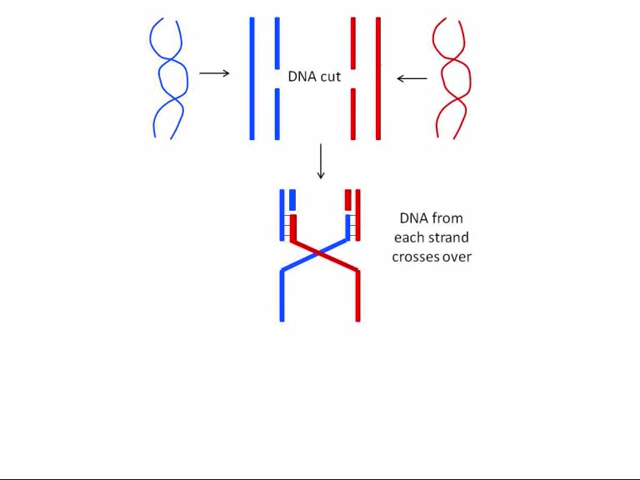 DNA cut
DNA from
each strand
crosses over